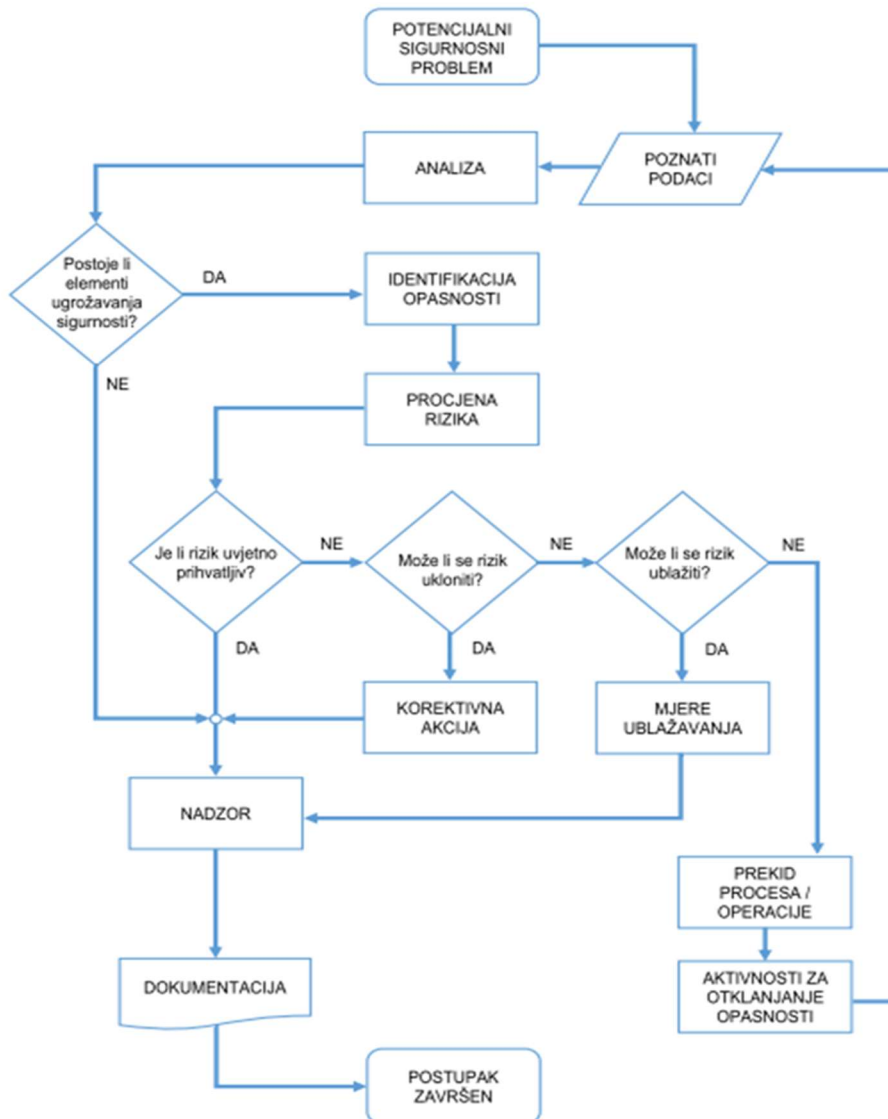 POTENCIJALNI
SIGURNOSNI
PROBLEM
ANALIZA
POZNATI
PODACI
Postoje li
elementi
ugrožavanja
sigurnosti?
DA
IDENTIFIKACIJA
OPASNOSTI
NE
PROCJENA
RIZIKA
Je li rizik uvjetno
prihvatljiv?
NE
Može li se rizik
ukloniti?
NE
Može li se rizik
ublažiti?
NE
DA
DA
DA
KOREKTIVNA
AKCIJA
MJERE
UBLAŽAVANJA
NADZOR
PREKID
PROCESA /
OPERACIJE
DOKUMENTACIJA
AKTIVNOSTI ZA
OTKLANJANJE
OPASNOSTI
POSTUPAK
ZAVRŠEN